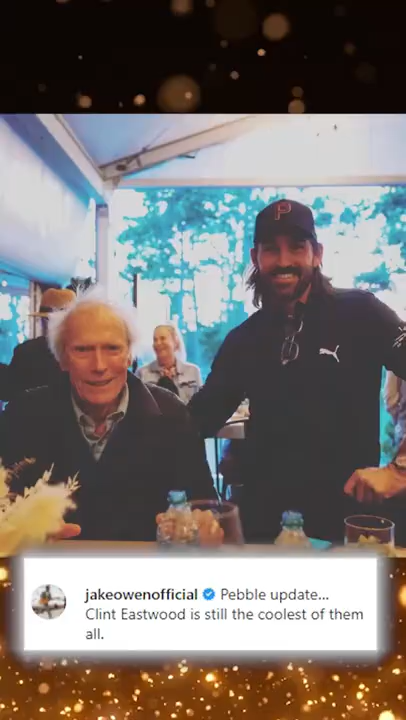 P
jakeowenofficial Pebble update...
Clint Eastwood is still the coolest of them
all.